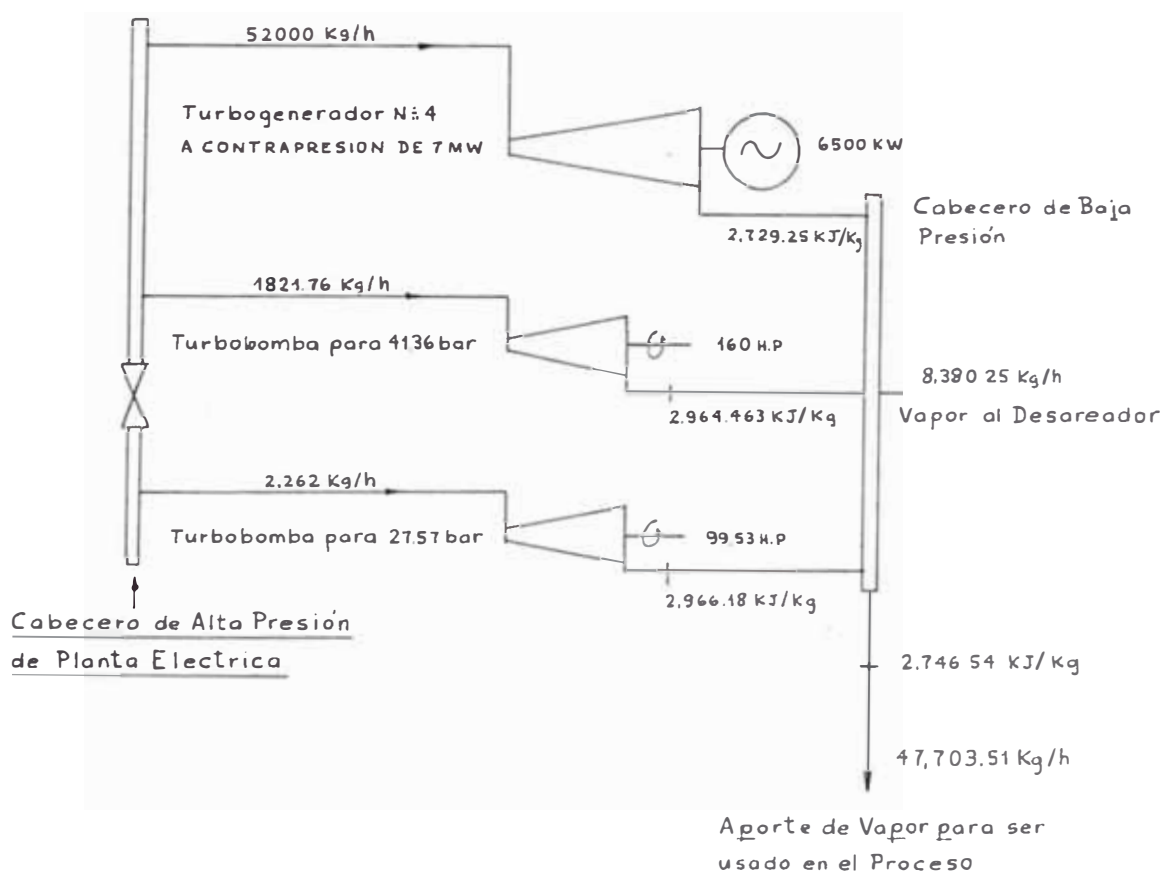 52000 Kg/h
Turbogenerador Nº 4
A CONTRAPRESION DE 7MW
6500 KW
Cabecero de Baja
Presión
2,729.25 KJ/Kg
1821.76 Kg/h
Turbobomba para 4136 bar
160 H.P
8,380 25 Kg/h
Vapor al Desareador
2.964.463 KJ/Kg
2,262 Kg/h
Turbobomba para 27.57 bar
99 53 H.P
2,966.18 KJ/Kg
Cabecero de Alta Presión
de Planta Electrica
2.746 54 KJ/Kg
47,703.51 Kg/h
Aporte de Vapor para ser
usado en el Proceso